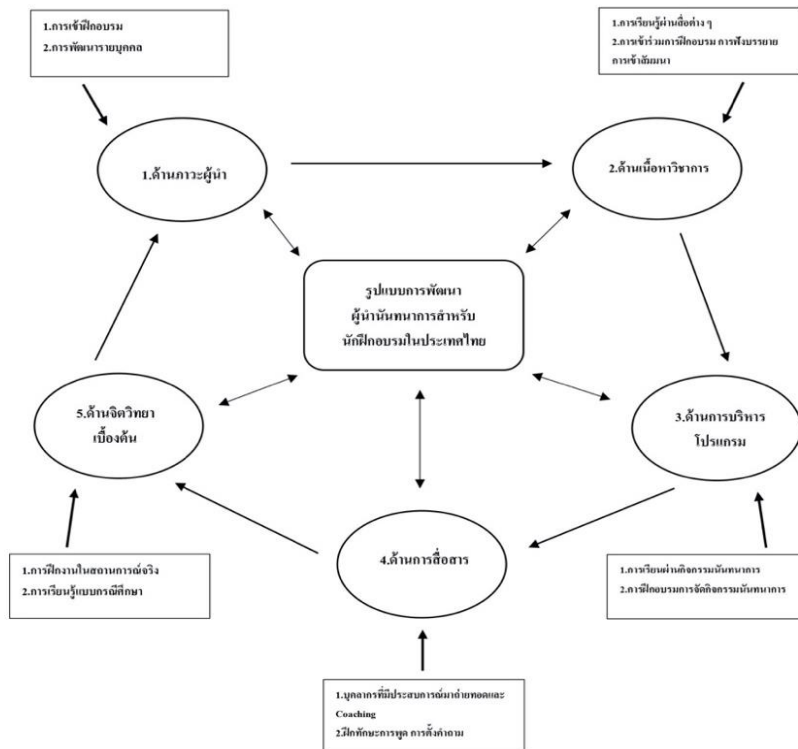 1.การเข้าฝึกอบรม
2.การพัฒนารายบุคคล
1.การเรียนรู้ผ่านสื่อต่าง ๆ
2.การเข้าร่วมการฝึกอบรม การฟังบรรยาย
การเข้าสัมมนา
1.ด้านภาวะผู้นำ
2.ด้านเนื้อหาวิชาการ
รูปแบบการพัฒนา
ผู้นำนันทนาการสำหรับ
นักฝึกอบรมในประเทศไทย
5.ด้านจิตวิทยา
เบื้องต้น
3.ด้านการบริหาร
โปรแกรม
4.ด้านการสื่อสาร
1.การฝึกงานในสถานการณ์จริง
2.การเรียนรู้แบบกรณีศึกษา
1.การเรียนผ่านกิจกรรมนันทนาการ
2.การฝึกอบรมการจัดกิจกรรมนันทนาการ
1.บุคลากรที่มีประสบการณ์มาถ่ายทอดและ
Coaching
2.ฝึกทักษะการพูด การตั้งคำถาม